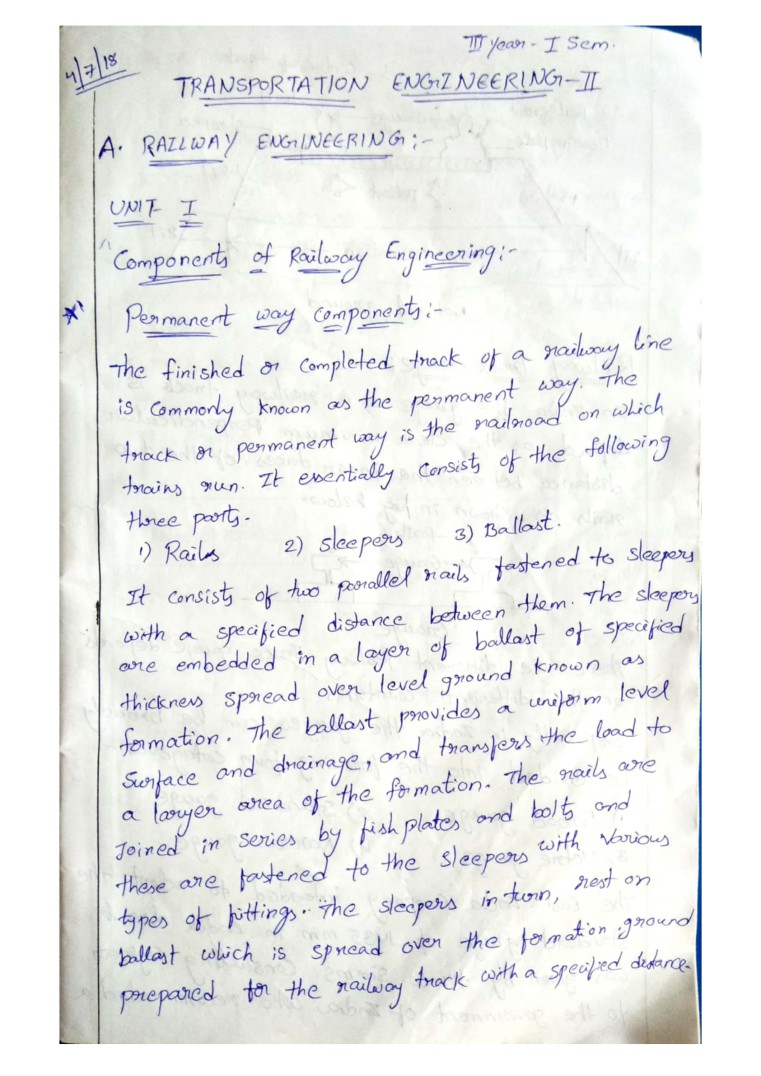 III year - I Sem.
4/7/18
TRANSPORTATION ENGINEERING-II
A. RAILWAY ENGINEERING:-
UNIT I
Components of Railway Engineering:-
Permanent way components:-
The finished or completed track of a railway line
is commonly known as the permanent way. The
track or permanent way is the railroad on which
trains run. It essentially consists of the following
three parts.
1) Rails 2) Sleepers 3) Ballast.
It consists of two parallel rails fastened to sleepers
with a specified distance between them. The sleepers
are embedded in a layer of ballast of specified
thickness spread over level ground known as
formation. The ballast provides a uniform level
surface and drainage, and transfers the load to
a larger area of the formation. The rails are
Joined in series by fish plates and bolts, and
these are fastened to the sleepers with various
types of fittings. The sleepers in turn, rest on
ballast which is spread over the formation ground
prepared for the railway track with a specified distance.